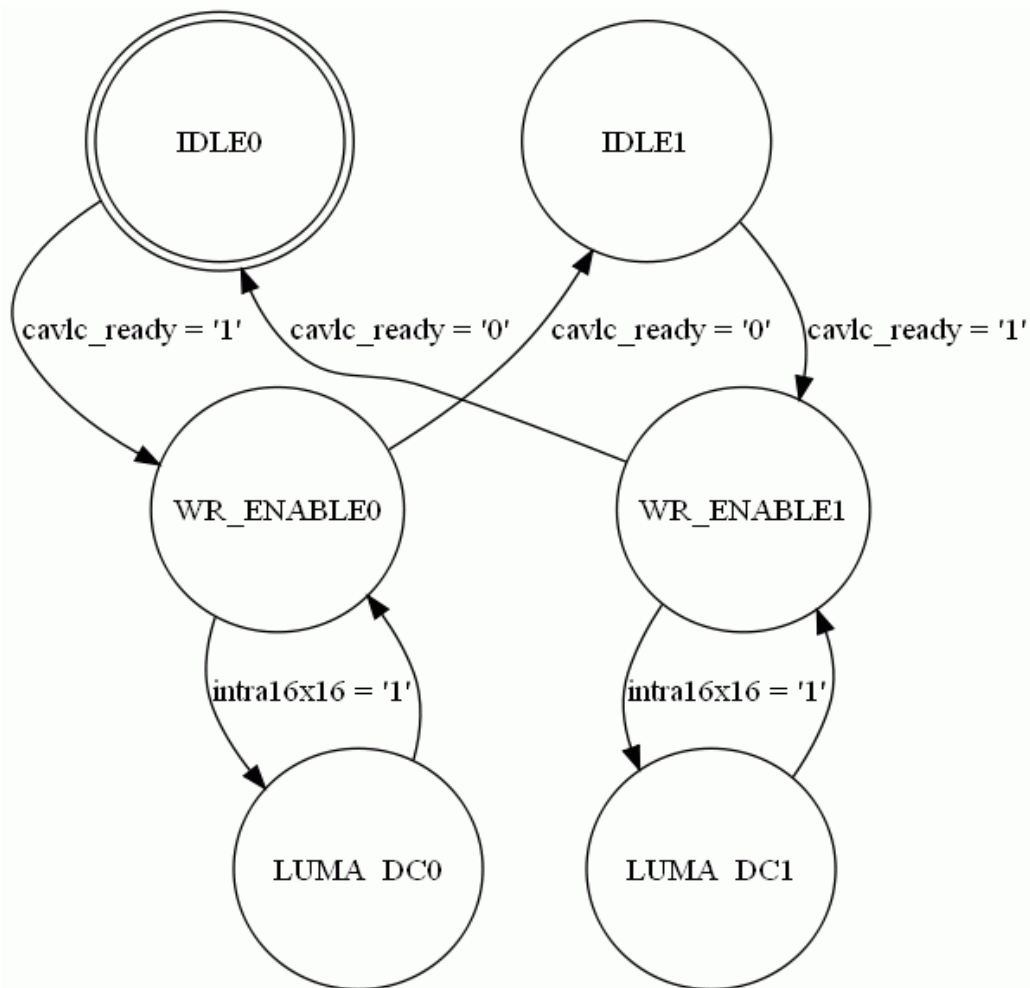 IDLE0
IDLE1
cavlc_ready = '1'
cavlc_ready = '0'
cavlc_ready = '0'
cavlc_ready = '1'
WR_ENABLE0
WR_ENABLE1
intra16x16 = '1'
intra16x16 = '1'
LUMA_DC0
LUMA_DC1